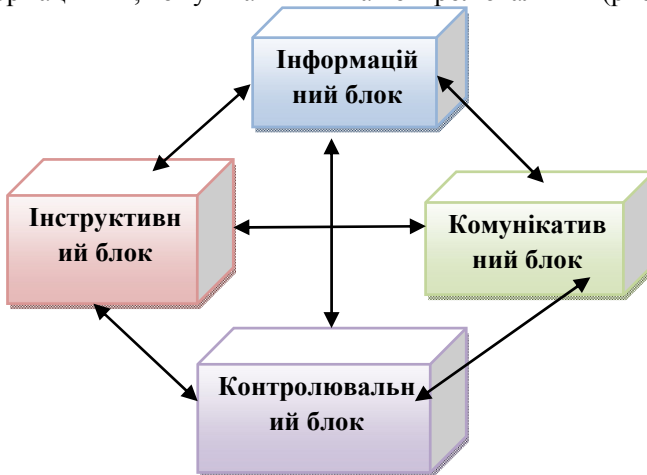 Інформацій
ний блок
Інструктивн
ий блок
Комунікатив
ний блок
Контролювальн
ий блок